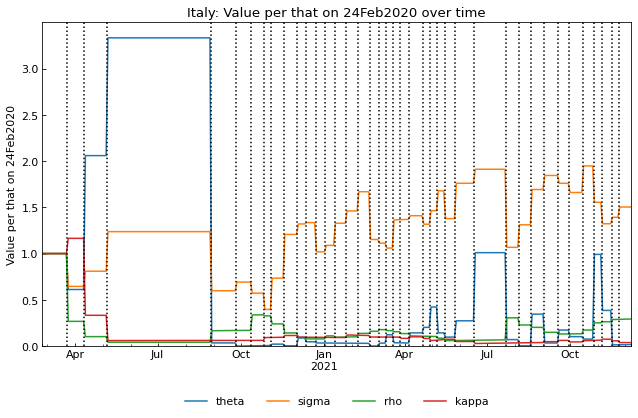 Italy: Value per that on 24Feb2020 over time
Value per that on 24Feb2020
3.0
2.5
2.0
1.5
1.0
0.5
0.0
Apr Jul Oct Jan Apr Jul Oct
2021
theta sigma rho kappa